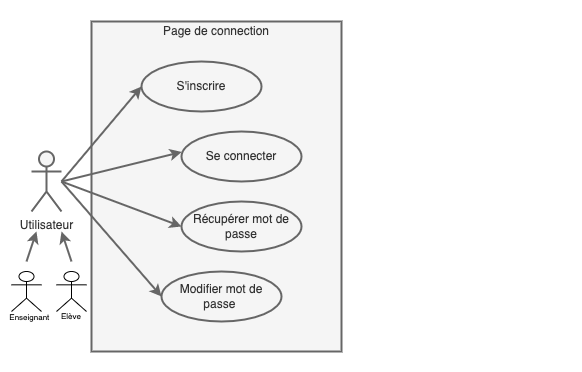 Page de connection
S'inscrire
Se connecter
Récupérer mot de
passe
Utilisateur
Modifier mot de
passe
Enseignant
Elève